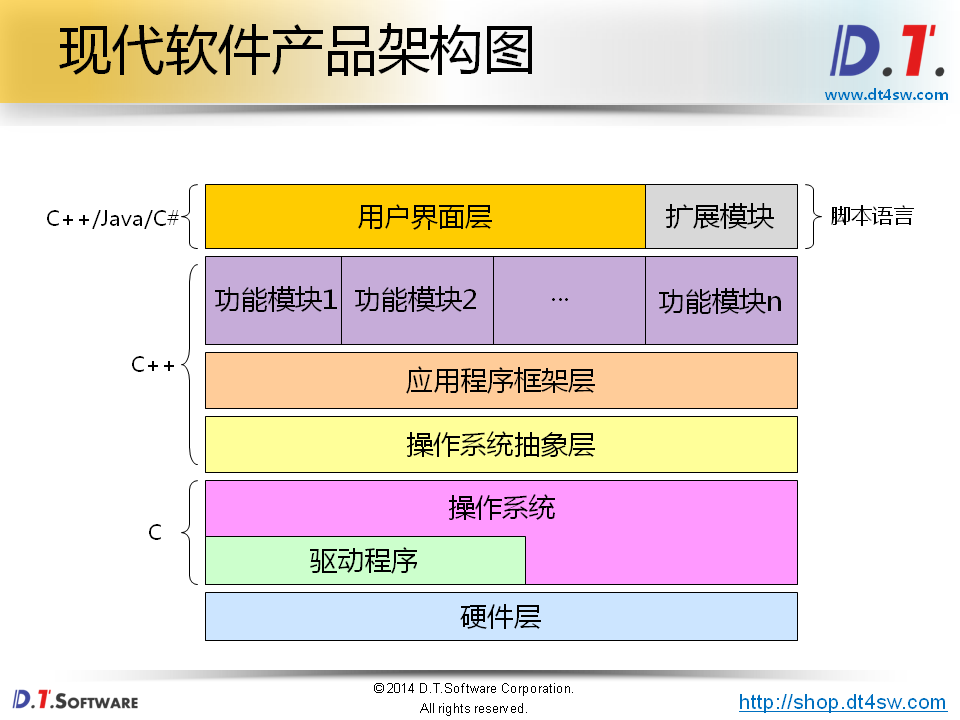 现代软件产品架构图
D.T.
www.dt4sw.com
C++/Java/C#
用户界面层
扩展模块
脚本语言
功能模块1
功能模块2
...
功能模块n
C++
应用程序框架层
操作系统抽象层
C
操作系统
驱动程序
硬件层
D.T.SOFTWARE
©2014 D.T.Software Corporation.
All rights reserved.
http://shop.dt4sw.com